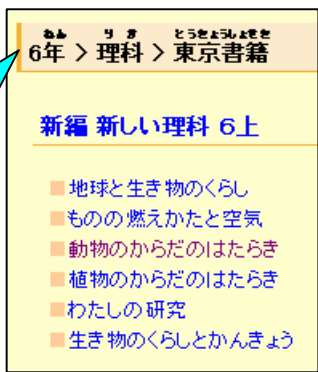 ねん りか とうきょうしょせき
6年 > 理科 > 東京書籍
新編 新しい理科 6上
地球と生き物のくらし
ものの燃えかたと空気
動物のからだのはたらき
植物のからだのはたらき
わたしの研究
生き物のくらしとかんきょう